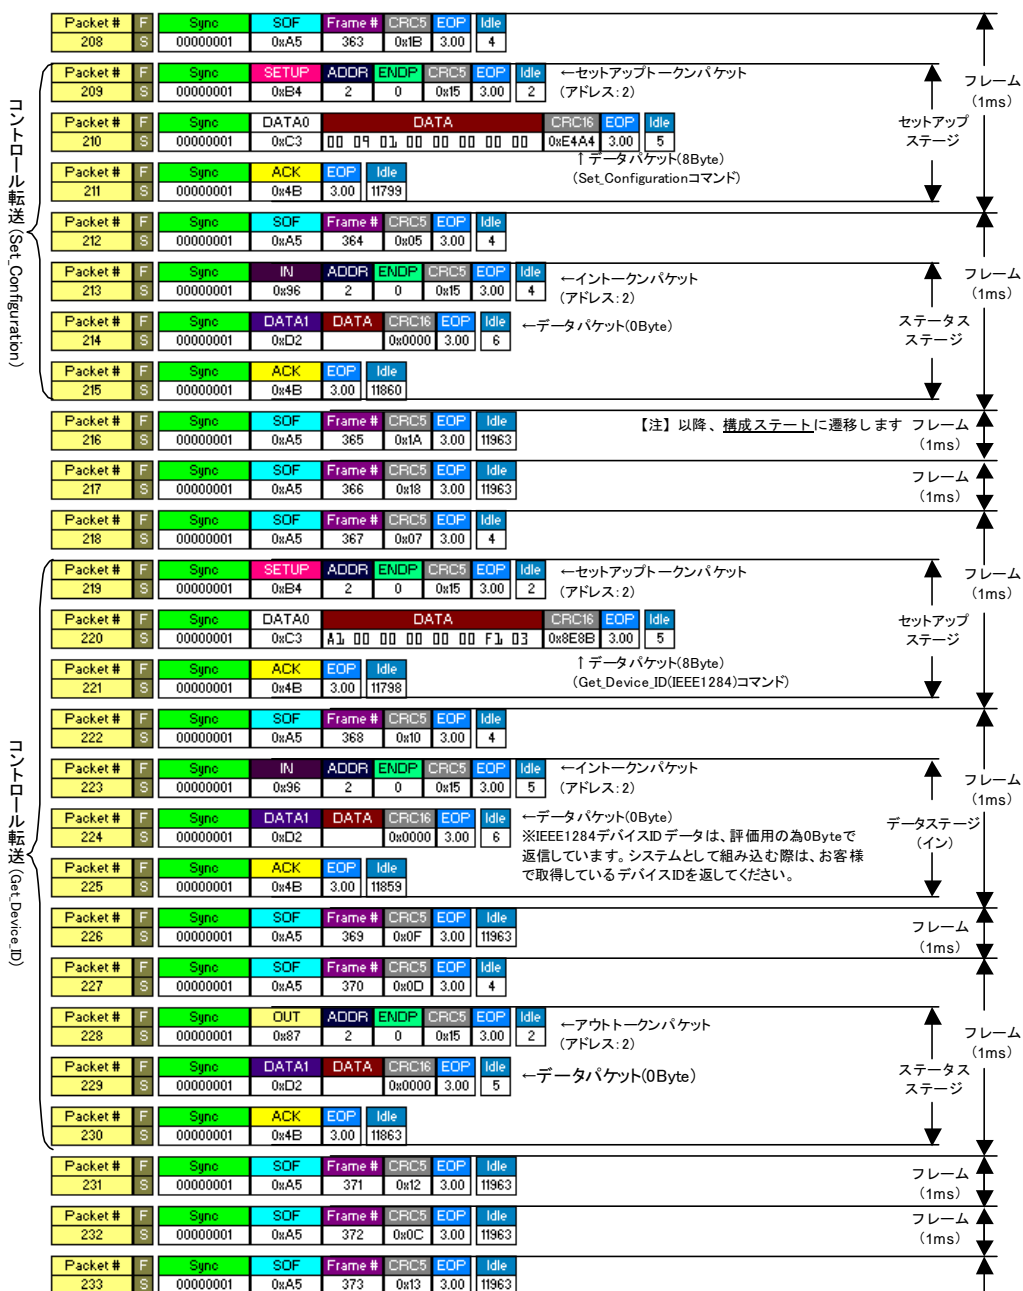 Packet # F Sync SOF Frame # CRC5 EOP Idle
208 S 00000001 0xA5 363 0x1B 3.00 4
Packet # F Sync SETUP ADDR ENDP CRC5 EOP Idle ←セットアップトークンパケット
209 S 00000001 0xB4 2 0 0x15 3.00 2 (アドレス:2)
フレーム
(1ms)
Packet # F Sync DATA0 DATA CRC16 EOP Idle
210 S 00000001 0xC3 00 09 01 00 00 00 00 00 0xE4A4 3.00 5
セットアップ
ステージ
↑データパケット(8Byte)
(Set_Configurationコマンド)
Packet # F Sync ACK EOP Idle
211 S 00000001 0x4B 3.00 11799
コントロール転送(Set_Configuration)
Packet # F Sync SOF Frame # CRC5 EOP Idle
212 S 00000001 0xA5 364 0x05 3.00 4
Packet # F Sync IN ADDR ENDP CRC5 EOP Idle ←イントークンパケット
213 S 00000001 0x96 2 0 0x15 3.00 4 (アドレス:2)
フレーム
(1ms)
Packet # F Sync DATA1 DATA CRC16 EOP Idle ←データパケット(0Byte)
214 S 00000001 0xD2 0x0000 3.00 6
ステータス
ステージ
Packet # F Sync ACK EOP Idle
215 S 00000001 0x4B 3.00 11860
Packet # F Sync SOF Frame # CRC5 EOP Idle 【注】以降、構成ステートに遷移します フレーム
216 S 00000001 0xA5 365 0x1A 3.00 11963 (1ms)
Packet # F Sync SOF Frame # CRC5 EOP Idle フレーム
217 S 00000001 0xA5 366 0x18 3.00 11963 (1ms)
Packet # F Sync SOF Frame # CRC5 EOP Idle
218 S 00000001 0xA5 367 0x07 3.00 4
Packet # F Sync SETUP ADDR ENDP CRC5 EOP Idle ←セットアップトークンパケット フレーム
219 S 00000001 0xB4 2 0 0x15 3.00 2 (アドレス:2) (1ms)
Packet # F Sync DATA0 DATA CRC16 EOP Idle セットアップ
220 S 00000001 0xC3 A1 00 00 00 00 00 F1 03 0x8E8B 3.00 5 ステージ
↑データパケット(8Byte)
(Get_Device_ID(IEEE1284)コマンド)
Packet # F Sync ACK EOP Idle
221 S 00000001 0x4B 3.00 11798
Packet # F Sync SOF Frame # CRC5 EOP Idle
222 S 00000001 0xA5 368 0x10 3.00 4
コントロール転送(Get_Device_ID)
Packet # F Sync IN ADDR ENDP CRC5 EOP Idle ←イントークンパケット フレーム
223 S 00000001 0x96 2 0 0x15 3.00 5 (アドレス:2) (1ms)
Packet # F Sync DATA1 DATA CRC16 EOP Idle ←データパケット(0Byte) データステージ
224 S 00000001 0xD2 0x0000 3.00 6 ※IEEE1284デバイスIDデータは、評価用の為0Byteで (イン)
返信しています。システムとして組み込む際は、お客様
で取得しているデバイスIDを返してください。
Packet # F Sync ACK EOP Idle
225 S 00000001 0x4B 3.00 11859
Packet # F Sync SOF Frame # CRC5 EOP Idle フレーム
226 S 00000001 0xA5 369 0x0F 3.00 11963 (1ms)
Packet # F Sync SOF Frame # CRC5 EOP Idle
227 S 00000001 0xA5 370 0x0D 3.00 4
Packet # F Sync OUT ADDR ENDP CRC5 EOP Idle ←アウトトークンパケット フレーム
228 S 00000001 0x87 2 0 0x15 3.00 2 (アドレス:2) (1ms)
Packet # F Sync DATA1 DATA CRC16 EOP Idle ←データパケット(0Byte) ステータス
229 S 00000001 0xD2 0x0000 3.00 5 ステージ
Packet # F Sync ACK EOP Idle
230 S 00000001 0x4B 3.00 11863
Packet # F Sync SOF Frame # CRC5 EOP Idle フレーム
231 S 00000001 0xA5 371 0x12 3.00 11963 (1ms)
Packet # F Sync SOF Frame # CRC5 EOP Idle フレーム
232 S 00000001 0xA5 372 0x0C 3.00 11963 (1ms)
Packet # F Sync SOF Frame # CRC5 EOP Idle
233 S 00000001 0xA5 373 0x13 3.00 11963